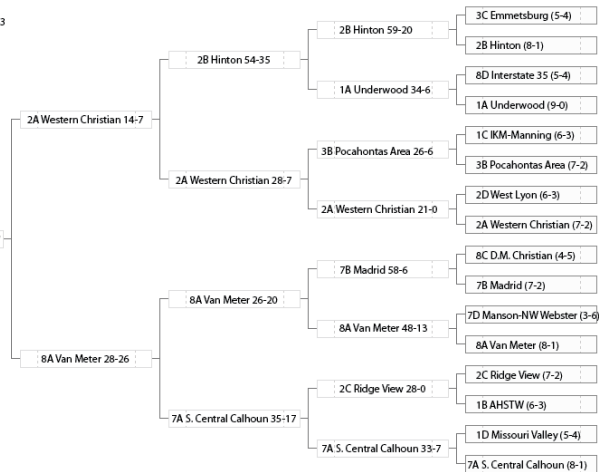 3
3C Emmetsburg (5-4)
2B Hinton 59-20
2B Hinton (8-1)
2B Hinton 54-35
8D Interstate 35 (5-4)
1A Underwood 34-6
1A Underwood (9-0)
2A Western Christian 14-7
1C IKM-Manning (6-3)
3B Pocahontas Area 26-6
3B Pocahontas Area (7-2)
2A Western Christian 28-7
2D West Lyon (6-3)
2A Western Christian 21-0
2A Western Christian (7-2)
8C D.M. Christian (4-5)
7B Madrid 58-6
7B Madrid (7-2)
8A Van Meter 26-20
7D Manson-NW Webster (3-6)
8A Van Meter 48-13
8A Van Meter (8-1)
8A Van Meter 28-26
2C Ridge View (7-2)
2C Ridge View 28-0
1B AHSTW (6-3)
7A S. Central Calhoun 35-17
1D Missouri Valley (5-4)
7A S. Central Calhoun 33-7
7A S. Central Calhoun (8-1)